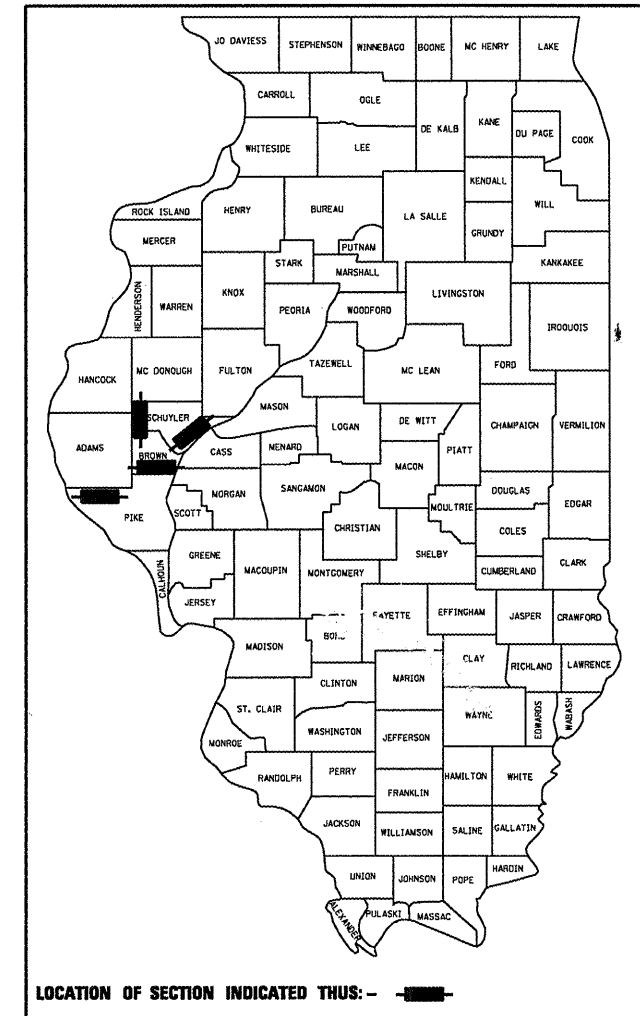 JO DAVIESS STEPHENSON WINNEBAGO BOONE MC HENRY LAKE
CARROLL OGLE DE KALB KANE DU PAGE COOK
WHITESIDE LEE
KENDALL WILL
ROCK ISLAND HENRY BUREAU LA SALLE GRUNDY
MERCER PUTNAM KANKAKEE
STARK MARSHALL
HENDERSON WARREN KNOX PEORIA WOODFORD LIVINGSTON IROQUOIS
HANCOCK MC DONOUGH FULTON TAZEWELL MC LEAN FORD
SCHUYLER MASON
ADAMS BROWN CASS MENARD LOGAN DE WITT PIATT CHAMPAIGN VERMILION
MACON
PIKE SCOTT MORGAN SANGAMON MOULTRIE DOUGLAS EDGAR
CHRISTIAN COLES
CALHOUN GREENE MACOUPIN MONTGOMERY SHELBY CUMBERLAND CLARK
JERSEY
MADISON FAYETTE EFFINGHAM JASPER CRAWFORD
CLAY RICHLAND LAWRENCE
CLINTON MARION
ST. CLAIR WAYNE EDWARDS WABASH
MONROE WASHINGTON JEFFERSON
RANDOLPH PERRY HAMILTON WHITE
FRANKLIN
JACKSON WILLIAMSON SALINE GALLATIN
UNION JOHNSON POPE HARDIN
ALEXANDER PULASKI MASSAC
LOCATION OF SECTION INDICATED THUS: –